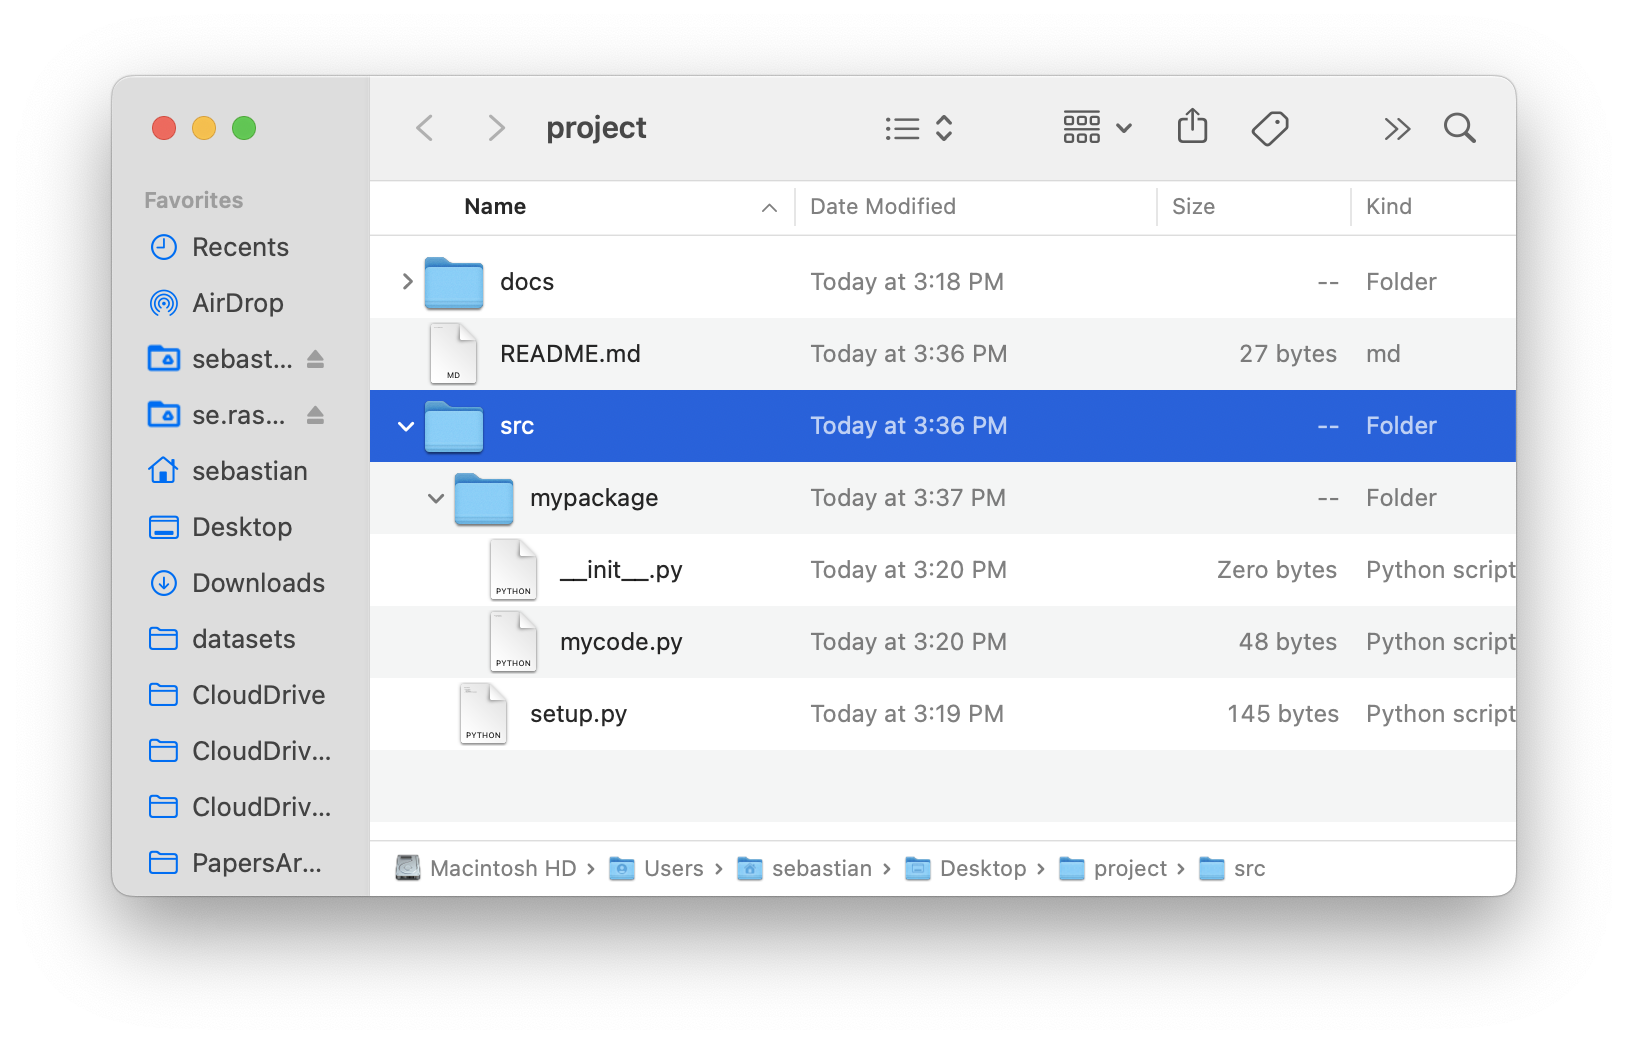 project
Favorites
Recents
AirDrop
sebast...
se.ras...
sebastian
Desktop
Downloads
datasets
CloudDrive
CloudDriv...
CloudDriv...
PapersAr...
Name Date Modified Size Kind
docs Today at 3:18 PM -- Folder
MD README.md Today at 3:36 PM 27 bytes md
src Today at 3:36 PM -- Folder
mypackage Today at 3:37 PM -- Folder
PYTHON __init__.py Today at 3:20 PM Zero bytes Python script
PYTHON mycode.py Today at 3:20 PM 48 bytes Python script
PYTHON setup.py Today at 3:19 PM 145 bytes Python script
Macintosh HD › Users › sebastian › Desktop › project › src